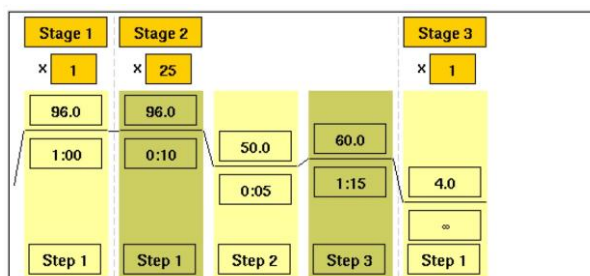 Stage 1 Stage 2 Stage 3
x 1 x 25 x 1
96.0 96.0 50.0 60.0 4.0
1:00 0:10 0:05 1:15 ∞
Step 1 Step 1 Step 2 Step 3 Step 1